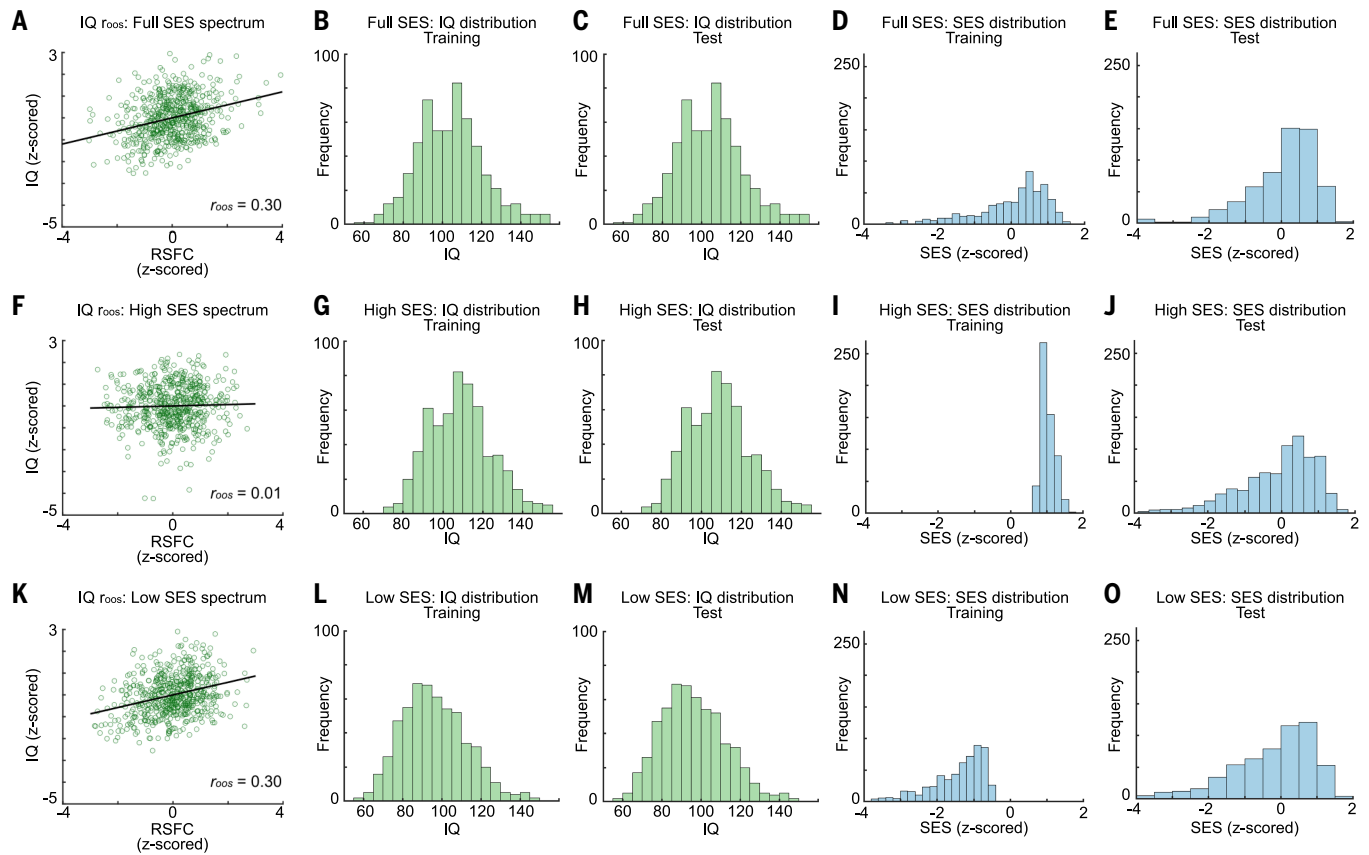 A
IQ roos: Full SES spectrum
3
IQ (z-scored)
-5
roos = 0.30
-4
0
4
RSFC
(z-scored)
B
Full SES: IQ distribution
Training
100
Frequency
0
60
80
100
120
140
IQ
C
Full SES: IQ distribution
Test
100
Frequency
0
60
80
100
120
140
IQ
D
Full SES: SES distribution
Training
250
Frequency
0
-4
-2
0
2
SES (z-scored)
E
Full SES: SES distribution
Test
250
Frequency
0
-4
-2
0
2
SES (z-scored)
F
IQ roos: High SES spectrum
3
IQ (z-scored)
-5
roos = 0.01
-4
0
4
RSFC
(z-scored)
G
High SES: IQ distribution
Training
100
Frequency
0
60
80
100
120
140
IQ
H
High SES: IQ distribution
Test
100
Frequency
0
60
80
100
120
140
IQ
I
High SES: SES distribution
Training
250
Frequency
0
-4
-2
0
2
SES (z-scored)
J
High SES: SES distribution
Test
250
Frequency
0
-4
-2
0
2
SES (z-scored)
K
IQ roos: Low SES spectrum
3
IQ (z-scored)
-5
roos = 0.30
-4
0
4
RSFC
(z-scored)
L
Low SES: IQ distribution
Training
100
Frequency
0
60
80
100
120
140
IQ
M
Low SES: IQ distribution
Test
100
Frequency
0
60
80
100
120
140
IQ
N
Low SES: SES distribution
Training
250
Frequency
0
-4
-2
0
2
SES (z-scored)
O
Low SES: SES distribution
Test
250
Frequency
0
-4
-2
0
2
SES (z-scored)